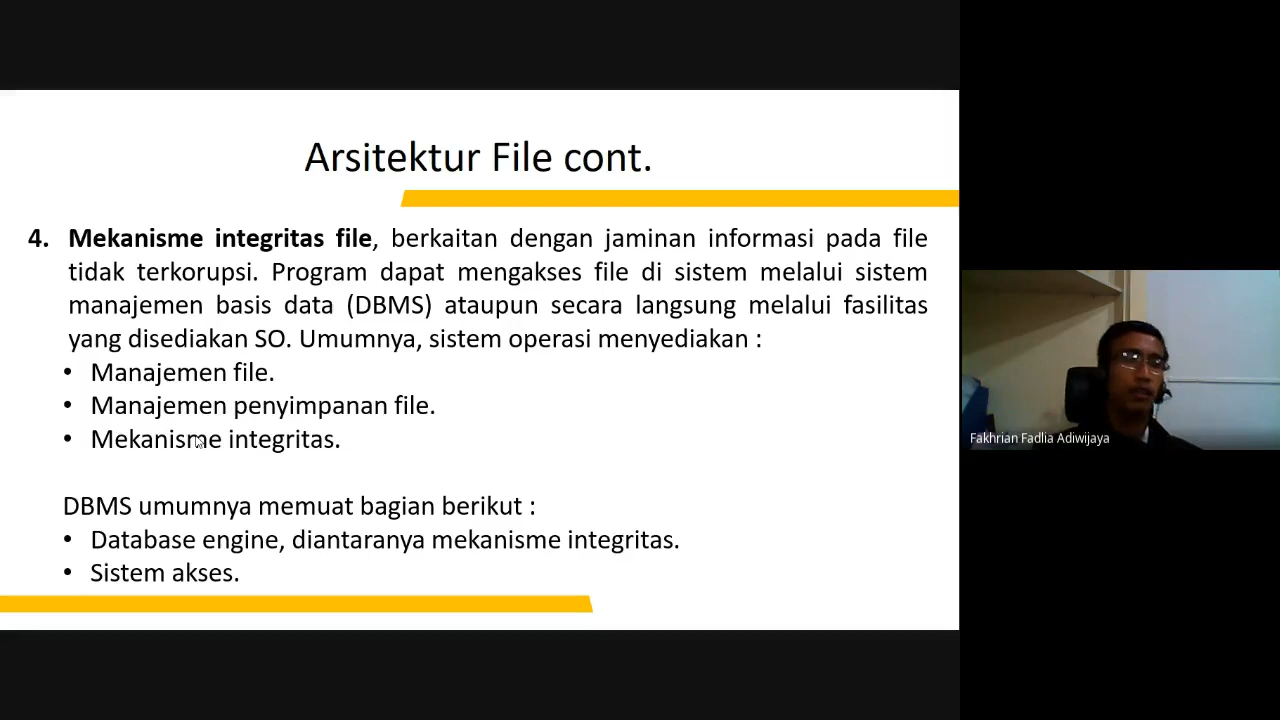 Arsitektur File cont.
4. Mekanisme integritas file, berkaitan dengan jaminan informasi pada file
tidak terkorupsi. Program dapat mengakses file di sistem melalui sistem
manajemen basis data (DBMS) ataupun secara langsung melalui fasilitas
yang disediakan SO. Umumnya, sistem operasi menyediakan :
• Manajemen file.
• Manajemen penyimpanan file.
• Mekanisme integritas.
DBMS umumnya memuat bagian berikut :
• Database engine, diantaranya mekanisme integritas.
• Sistem akses.
Fakhrian Fadlia Adiwijaya